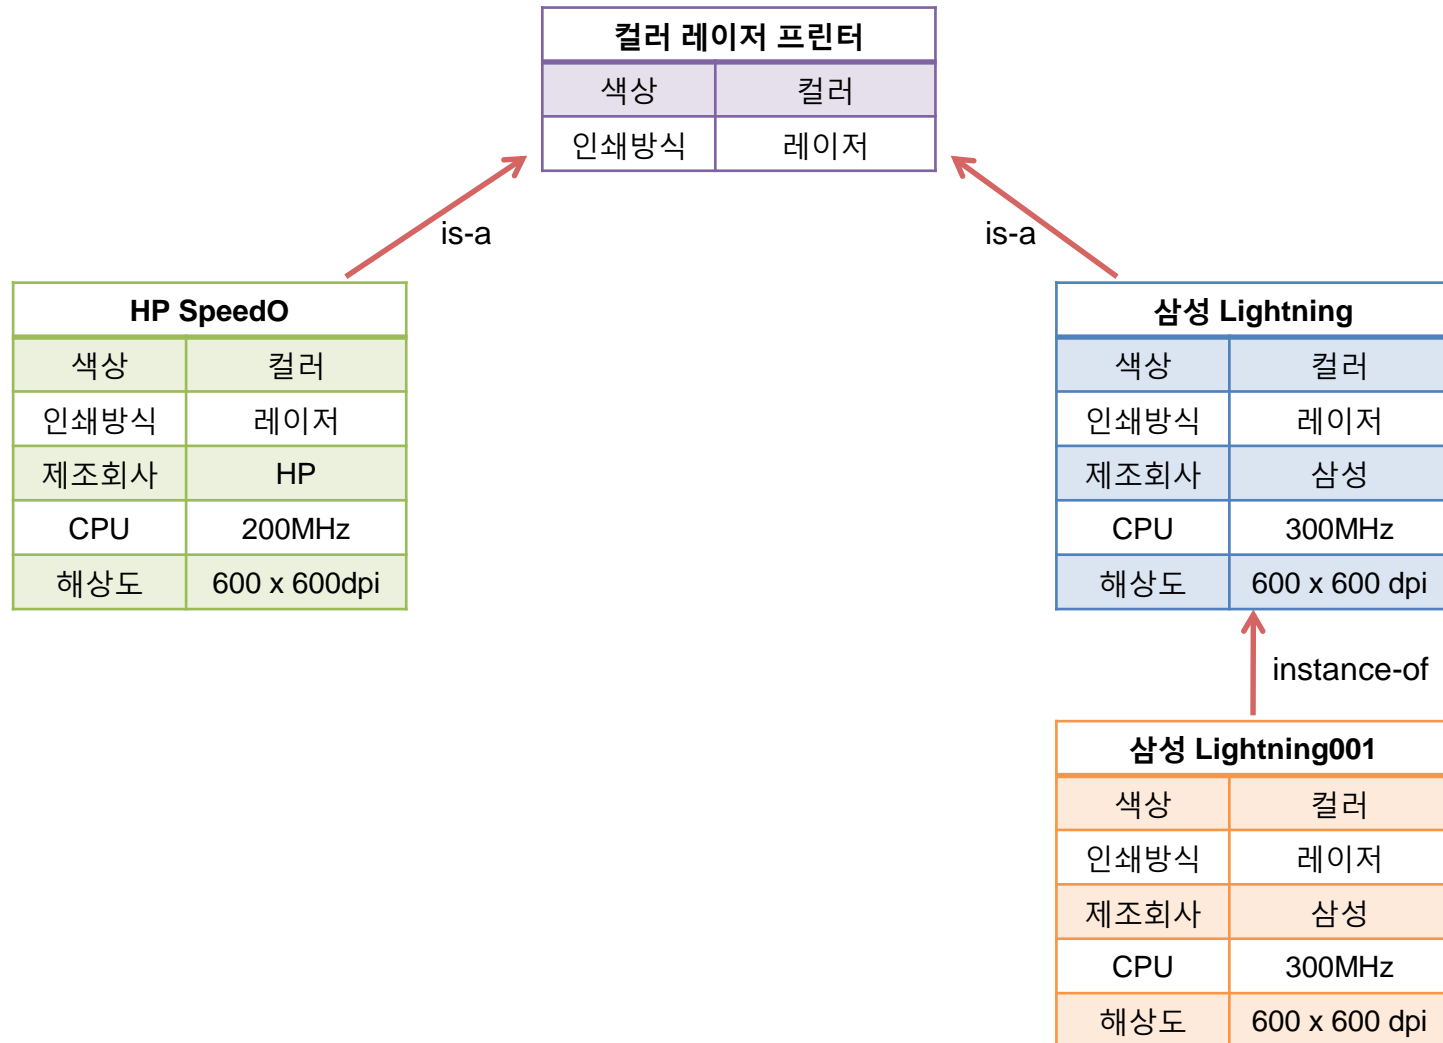 컬러 레이저 프린터
색상 컬러
인쇄방식 레이저
is-a
is-a
HP SpeedO
색상 컬러
인쇄방식 레이저
제조회사 HP
CPU 200MHz
해상도 600 x 600dpi
삼성 Lightning
색상 컬러
인쇄방식 레이저
제조회사 삼성
CPU 300MHz
해상도 600 x 600 dpi
instance-of
삼성 Lightning001
색상 컬러
인쇄방식 레이저
제조회사 삼성
CPU 300MHz
해상도 600 x 600 dpi